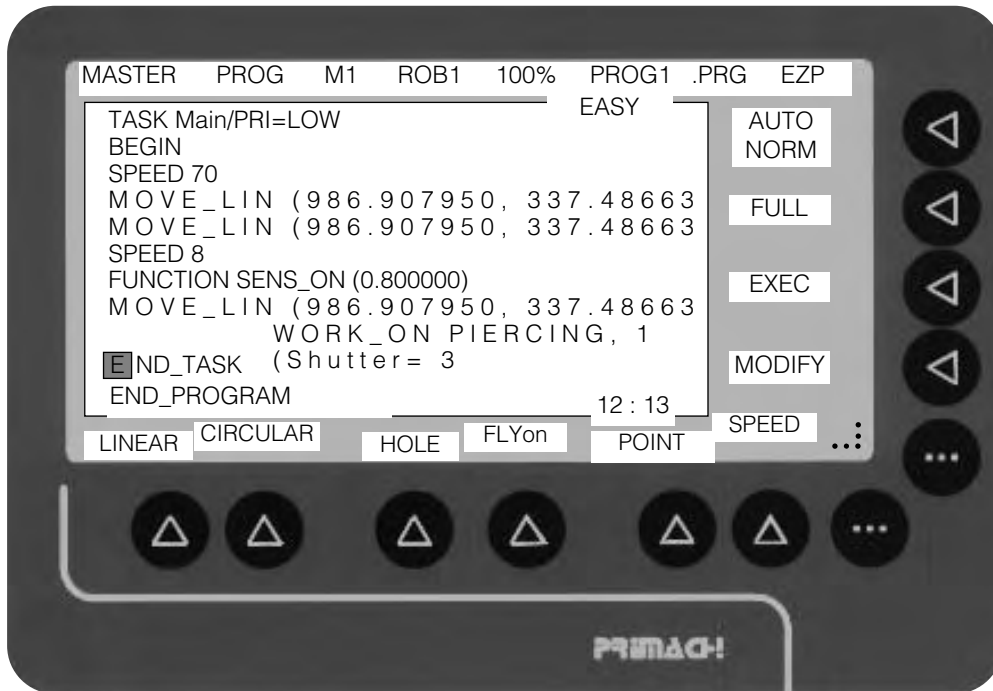 MASTER PROG M1 ROB1 100% PROG1 .PRG EZP
EASY
TASK Main/PRI=LOW
BEGIN
SPEED 70
MOVE_LIN (986.907950, 337.48663
MOVE_LIN (986.907950, 337.48663
SPEED 8
FUNCTION SENS_ON (0.800000)
MOVE_LIN (986.907950, 337.48663
WORK_ON PIERCING, 1
END_TASK (Shutter= 3
END_PROGRAM
12 : 13
AUTO
NORM
FULL
EXEC
MODIFY
LINEAR CIRCULAR HOLE FLYon POINT SPEED
PRIMACH!